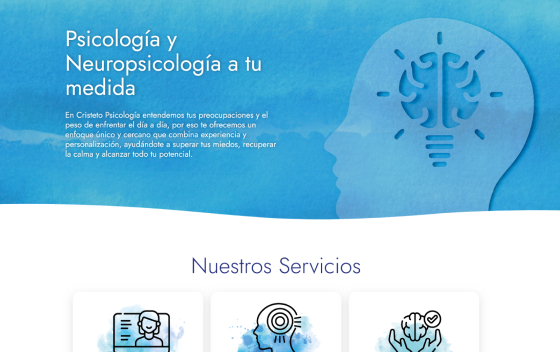 Psicología y
Neuropsicología a tu
medida
En Cristeto Psicología entendemos tus preocupaciones y el
peso de enfrentar el día a día, por eso te ofrecemos un
enfoque único y cercano que combina experiencia y
personalización, ayudándote a superar tus miedos, recuperar
la calma y alcanzar todo tu potencial.
Nuestros Servicios